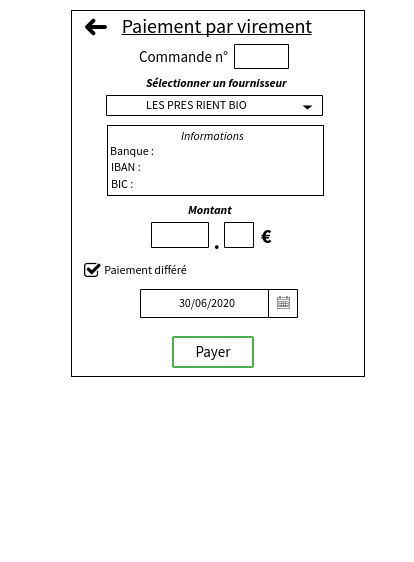 Paiement par virement
Commande n°
Sélectionner un fournisseur
LES PRES RIENT BIO
Informations
Banque :
IBAN :
BIC :
Montant
. €
Paiement différé
30/06/2020
Payer